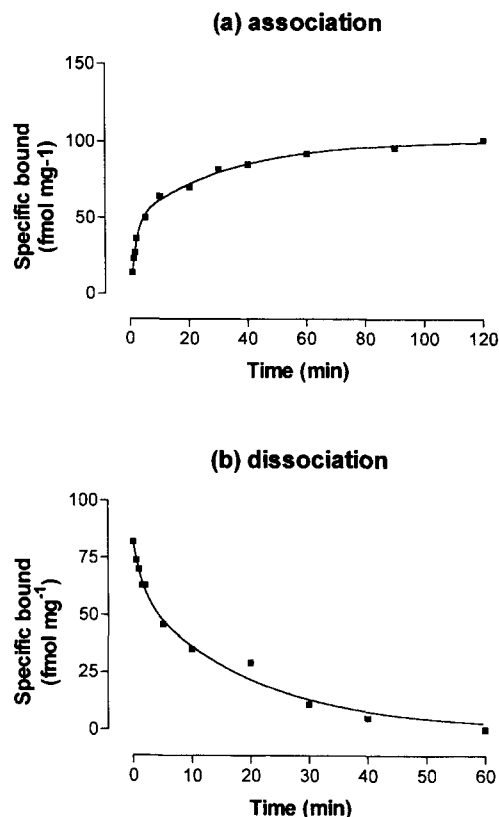 (a) association
150
100
50
0
Specific bound
(fmol mg-1)
0 20 40 60 80 100 120
Time (min)
(b) dissociation
100
75
50
25
0
Specific bound
(fmol mg⁻¹)
0 10 20 30 40 50 60
Time (min)